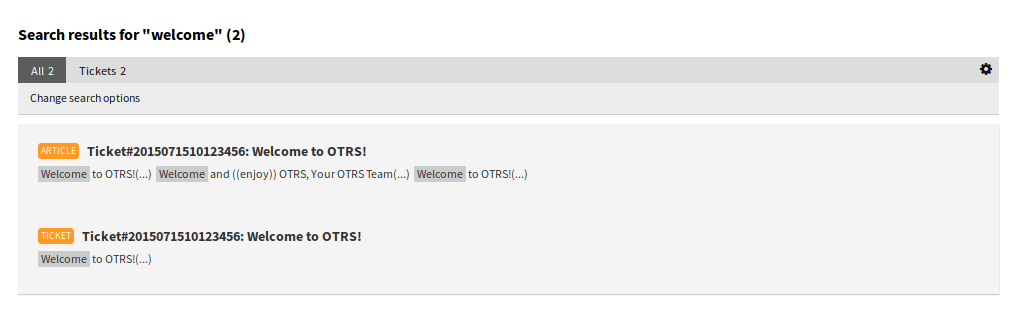 Search results for "welcome" (2)
All 2 Tickets 2
Change search options
ARTICLE Ticket#2015071510123456: Welcome to OTRS!
Welcome to OTRS!(...) Welcome and ((enjoy)) OTRS, Your OTRS Team(...) Welcome to OTRS!(...)
TICKET Ticket#2015071510123456: Welcome to OTRS!
Welcome to OTRS!(...)